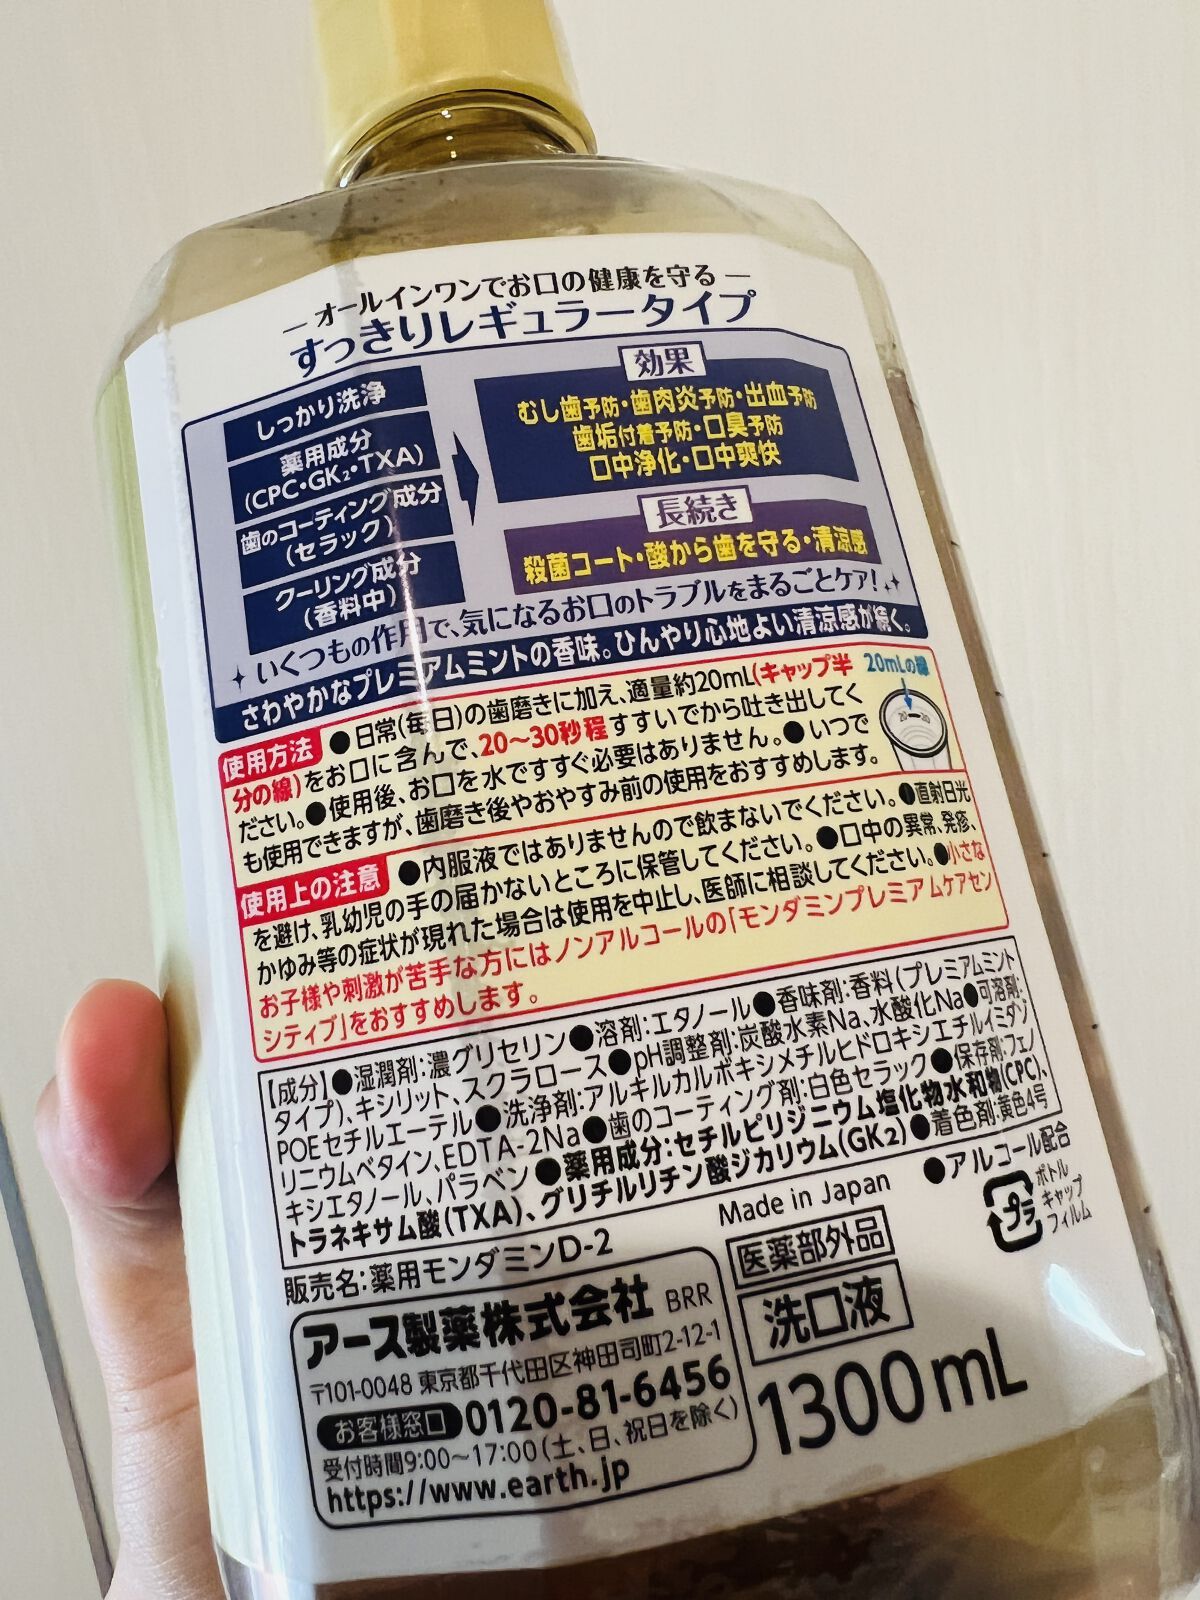 ― オールインワンでお口の健康を守る ―
すっきりレギュラータイプ
しっかり洗浄
薬用成分
(CPC・GK₂・TXA)
歯のコーティング成分
(セラック)
クーリング成分
(香料中)
効果
むし歯予防・歯肉炎予防・出血予防
歯垢付着予防・口臭予防
口中浄化・口中爽快
長続き
殺菌コート・酸から歯を守る・清涼感
いくつもの作用で、気になるお口のトラブルをまるごとケア!
さわやかなプレミアムミントの香味。ひんやり心地よい清涼感が続く。
使用方法 ●日常(毎日)の歯磨きに加え、適量約20mL(キャップ半
分の線)をお口に含んで、20〜30秒程すすいでから吐き出してく
ださい。●使用後、お口を水ですすぐ必要はありません。●いつで
も使用できますが、歯磨き後やおやすみ前の使用をおすすめします。
20mLの線
20 20
使用上の注意 ●内服液ではありませんので飲まないでください。●直射日光
を避け、乳幼児の手の届かないところに保管してください。●口中の異常、発疹、
かゆみ等の症状が現れた場合は使用を中止し、医師に相談してください。●小さな
お子様や刺激が苦手な方にはノンアルコールの「モンダミンプレミアムケアセン
シティブ」をおすすめします。
【成分】●湿潤剤:濃グリセリン●溶剤:エタノール●香味剤:香料(プレミアムミント
タイプ)、キシリット、スクラロース●pH調整剤:炭酸水素Na、水酸化Na●可溶剤:
POEセチルエーテル●洗浄剤:アルキルカルボキシメチルヒドロキシエチルイミダゾ
リニウムベタイン、EDTA-2Na●歯のコーティング剤:白色セラック●保存剤:フェノ
キシエタノール、パラベン●薬用成分:セチルピリジニウム塩化物水和物(CPC)、
トラネキサム酸(TXA)、グリチルリチン酸ジカリウム(GK₂)●着色剤:黄色4号
●アルコール配合
販売名:薬用モンダミンD-2
Made in Japan
プラ
ボトル
キャップ
フィルム
医薬部外品
洗口液
1300mL
アース製薬株式会社 BRR
〒101-0048 東京都千代田区神田司町2-12-1
お客様窓口 0120-81-6456
受付時間9:00〜17:00(土、日、祝日を除く)
https://www.earth.jp